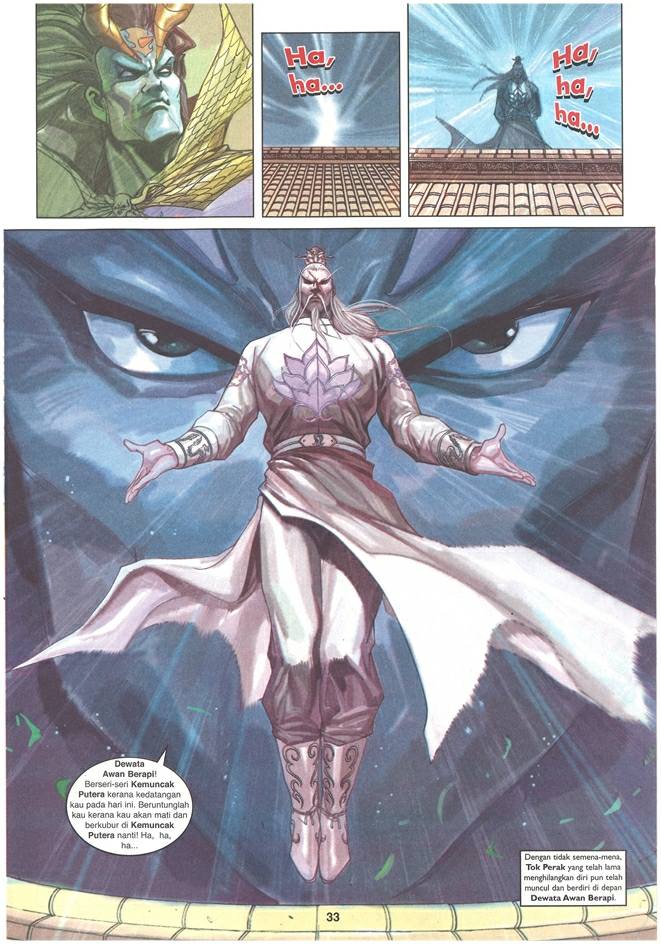 Ha,
ha...
Ha,
ha,
ha...
Dewata
Awan Berapi!
Berseri-seri Kemuncak
Putera kerana kedatangan
kau pada hari ini. Beruntunglah
kau kerana kau akan mati dan
berkubur di Kemuncak
Putera nanti! Ha, ha,
ha...
Dengan tidak semena-mena,
Tok Perak yang telah lama
menghilangkan diri pun telah
muncul dan berdiri di depan
Dewata Awan Berapi.
33